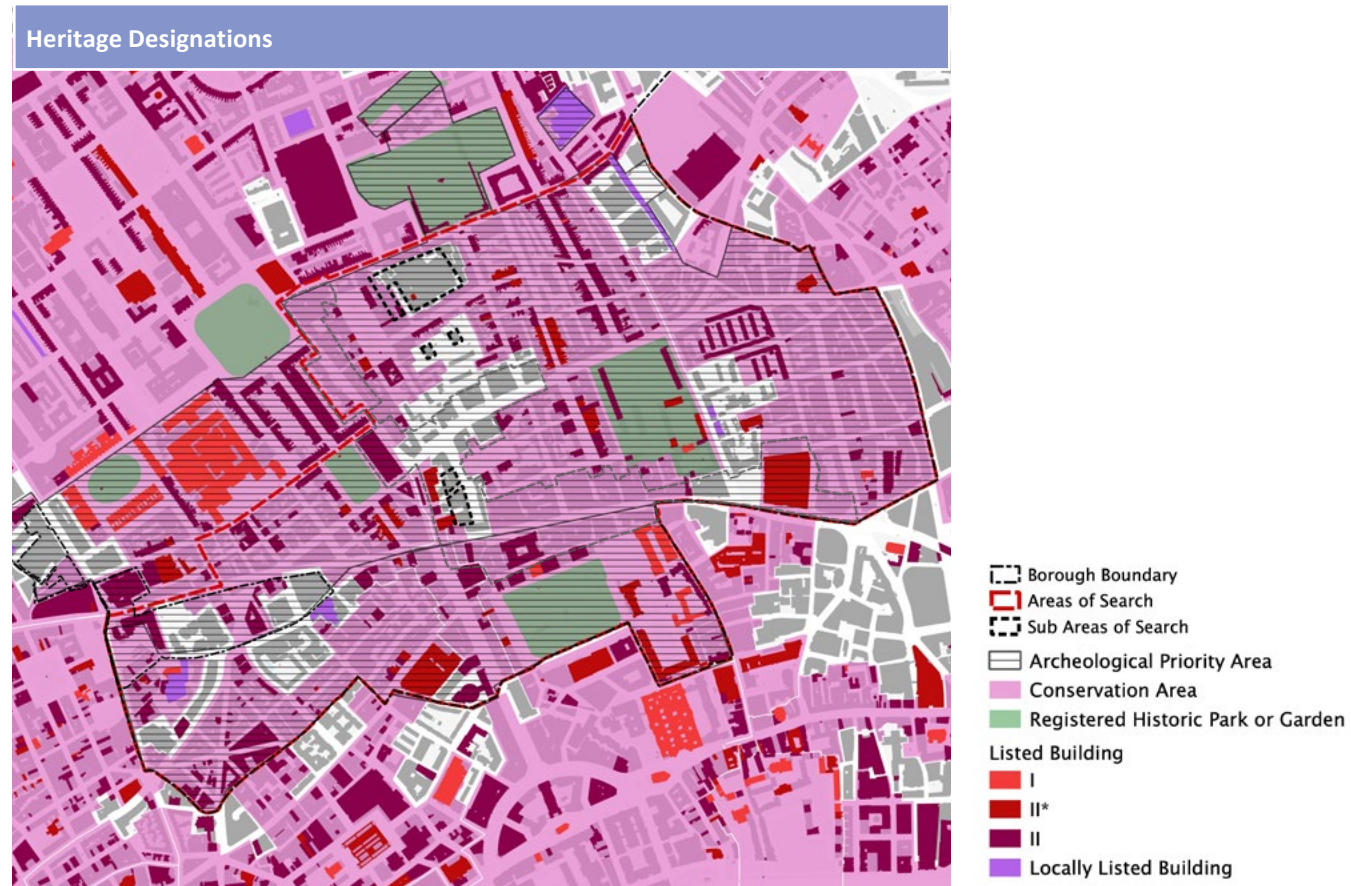 Heritage Designations
Borough Boundary
Areas of Search
Sub Areas of Search
Archeological Priority Area
Conservation Area
Registered Historic Park or Garden
Listed Building
I
II*
II
Locally Listed Building